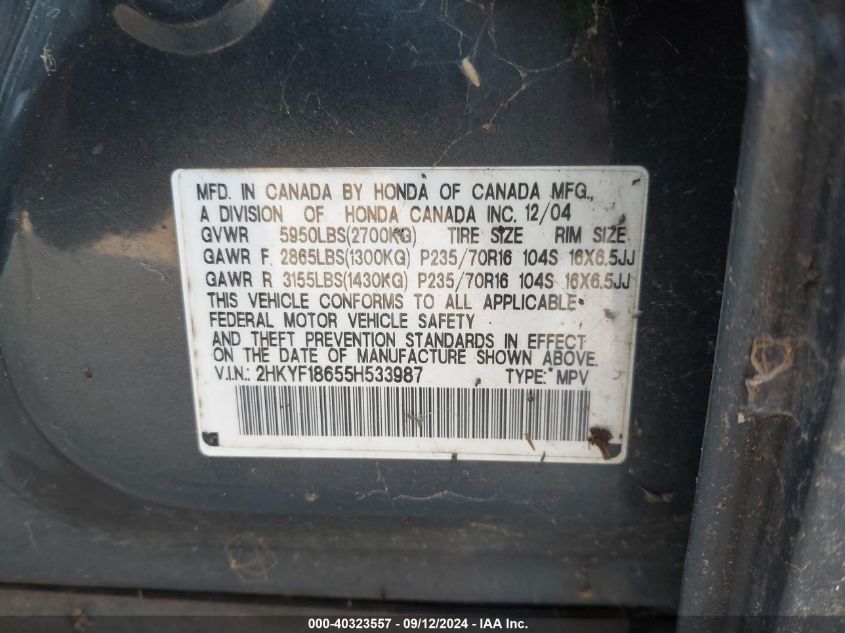 MFD. IN CANADA BY HONDA OF CANADA MFG.,
A DIVISION OF HONDA CANADA INC. 12/04
GVWR 5950LBS(2700KG) TIRE SIZE RIM SIZE
GAWR F 2865LBS(1300KG) P235/70R16 104S 16X6.5JJ
GAWR R 3155LBS(1430KG) P235/70R16 104S 16X6.5JJ
THIS VEHICLE CONFORMS TO ALL APPLICABLE
FEDERAL MOTOR VEHICLE SAFETY
AND THEFT PREVENTION STANDARDS IN EFFECT
ON THE DATE OF MANUFACTURE SHOWN ABOVE.
V.I.N.: 2HKYF18655H533987 TYPE: MPV
000-40323557 - 09/12/2024 - IAA Inc.